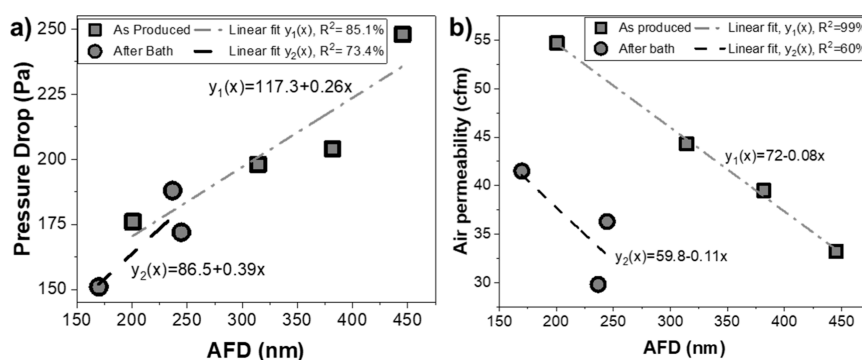 a)
As Produced
Linear fit y₁(x), R²= 85.1%
After Bath
Linear fit y₂(x), R²= 73.4%
y₁(x)=117.3+0.26x
y₂(x)=86.5+0.39x
Pressure Drop (Pa)
250
225
200
175
150
150 200 250 300 350 400 450
AFD (nm)
b)
As produced
Linear fit, y₁(x), R²=99%
After bath
Linear fit, y₂(x), R²=60%
y₁(x)=72-0.08x
y₂(x)=59.8-0.11x
Air permeability (cfm)
55
50
45
40
35
30
150 200 250 300 350 400 450
AFD (nm)